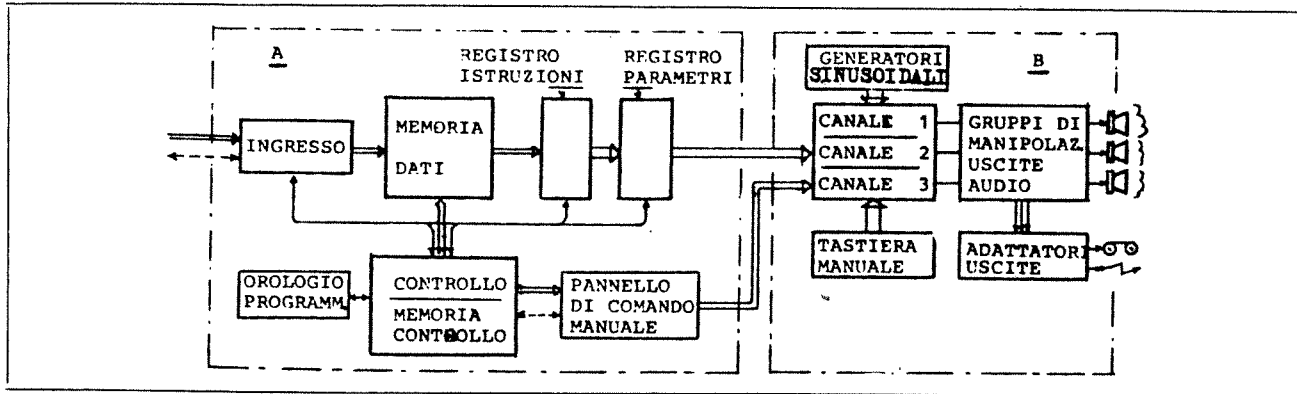 A
REGISTRO
ISTRUZIONI
REGISTRO
PARAMETRI
INGRESSO
MEMORIA
DATI
OROLOGIO
PROGRAMM.
CONTROLLO
MEMORIA
CONTROLLO
PANNELLO
DI COMANDO
MANUALE
B
GENERATORI
SINUSOIDALI
CANALE 1
CANALE 2
CANALE 3
GRUPPI DI
MANIPOLAZ.
USCITE
AUDIO
TASTIERA
MANUALE
ADATTATORI
USCITE